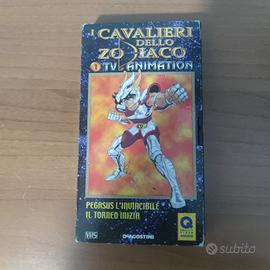 I CAVALIERI
DELLO
ZODIACO
1 TV ANIMATION
PEGASUS L'INVINCIBILE
IL TORNEO INIZIA
VHS
DEAGOSTINI
subito